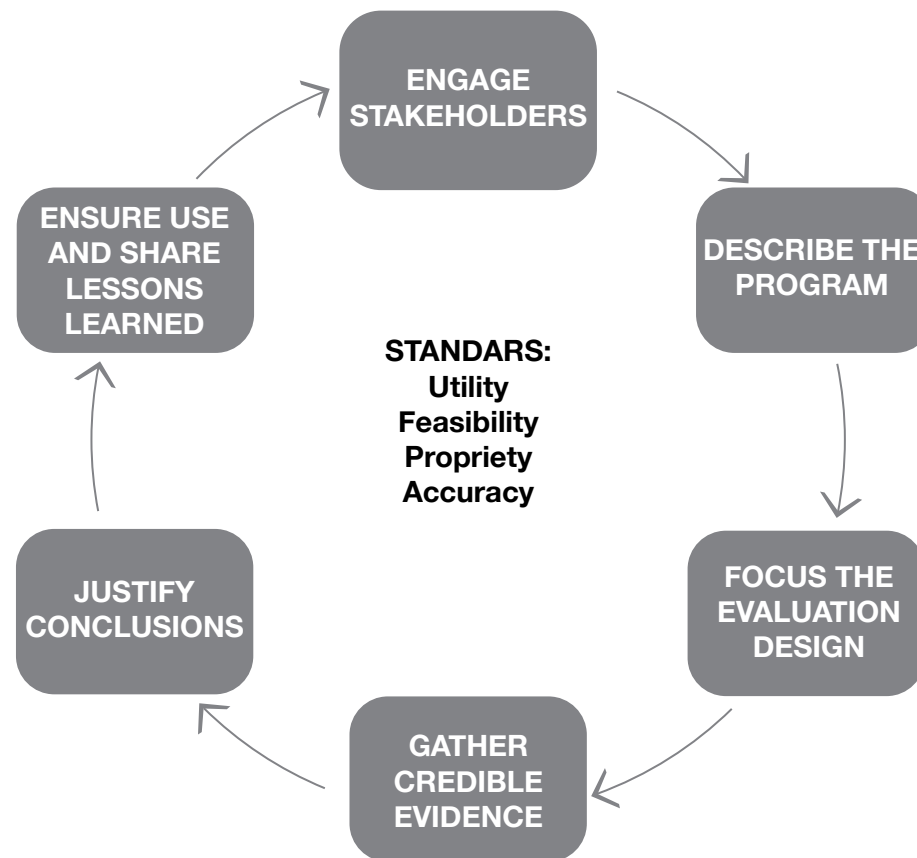 ENGAGE
STAKEHOLDERS
DESCRIBE THE
PROGRAM
FOCUS THE
EVALUATION
DESIGN
GATHER
CREDIBLE
EVIDENCE
JUSTIFY
CONCLUSIONS
ENSURE USE
AND SHARE
LESSONS
LEARNED
STANDARS:
Utility
Feasibility
Propriety
Accuracy